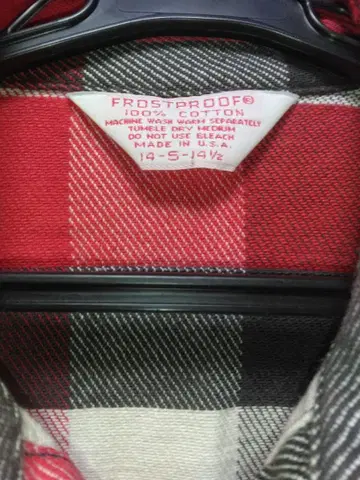 FROSTPROOF®
100% COTTON
MACHINE WASH WARM SEPARATELY
TUMBLE DRY MEDIUM
DO NOT USE BLEACH
MADE IN U.S.A.
14-S-14½